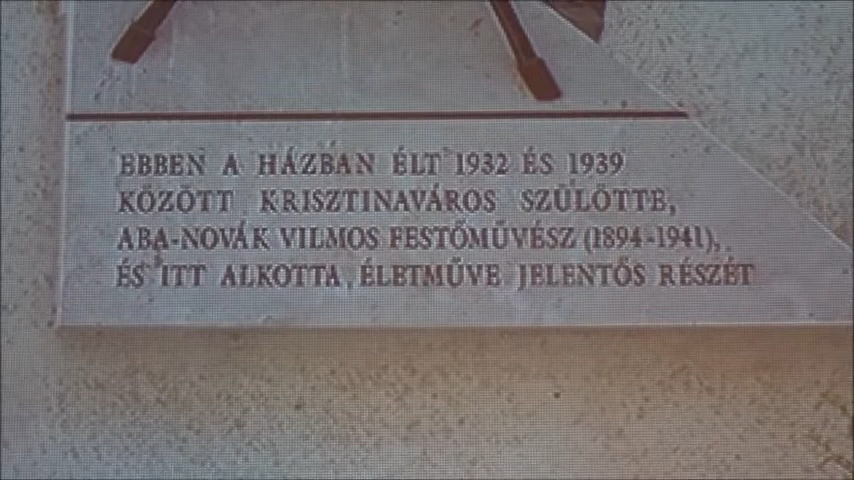 EBBEN A HÁZBAN ÉLT 1932 ÉS 1939
KÖZÖTT KRISZTINAVÁROS SZÜLÖTTE,
ABA-NOVÁK VILMOS FESTŐMŰVÉSZ (1894-1941),
ÉS ITT ALKOTTA ÉLETMŰVE JELENTŐS RÉSZÉT